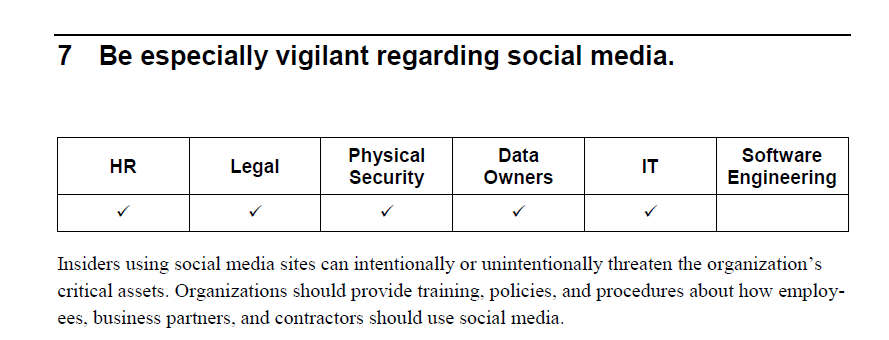 7 Be especially vigilant regarding social media.
HR Legal Physical Security Data Owners IT Software Engineering
✓ ✓ ✓ ✓ ✓
Insiders using social media sites can intentionally or unintentionally threaten the organization's
critical assets. Organizations should provide training, policies, and procedures about how employ-
ees, business partners, and contractors should use social media.